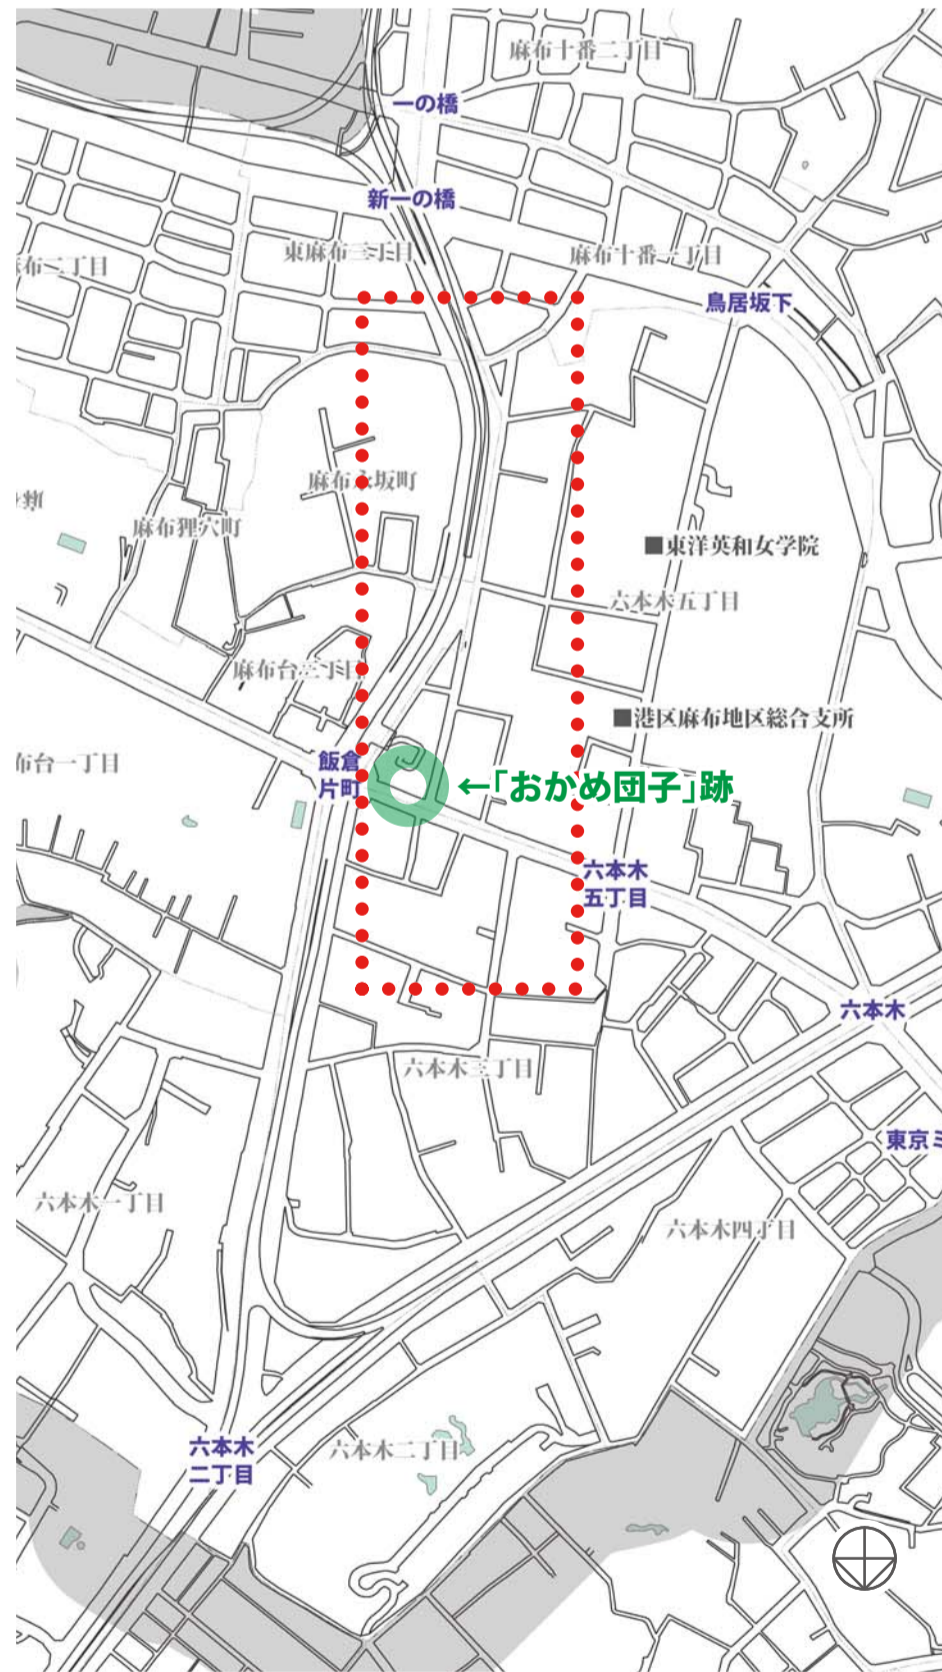 麻布十番二丁目
一の橋
新一の橋
東麻布三丁目
麻布十番一丁目
布二丁目
鳥居坂下
麻布永坂町
麻布狸穴町
■東洋英和女学院
六本木五丁目
麻布台三丁目
■港区麻布地区総合支所
布台一丁目
飯倉
片町
←「おかめ団子」跡
六本木
五丁目
六本木
六本木三丁目
東京ミ
六本木一丁目
六本木四丁目
六本木
二丁目
六本木二丁目